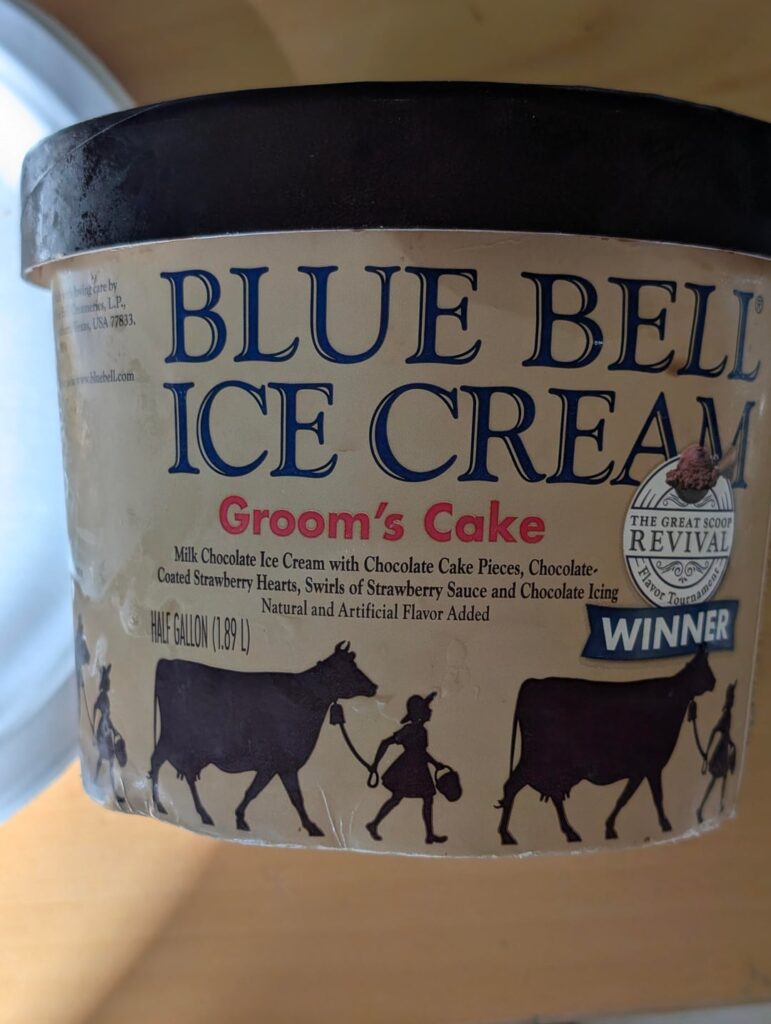 care by
L.P.,
USA 77833.
www.bluebell.com
BLUE BELL®
ICE CREAM
Groom's Cake
Milk Chocolate Ice Cream with Chocolate Cake Pieces, Chocolate-
Coated Strawberry Hearts, Swirls of Strawberry Sauce and Chocolate Icing
Natural and Artificial Flavor Added
HALF GALLON (1.89 L)
THE GREAT SCOOP
REVIVAL
Flavor Tournament
WINNER